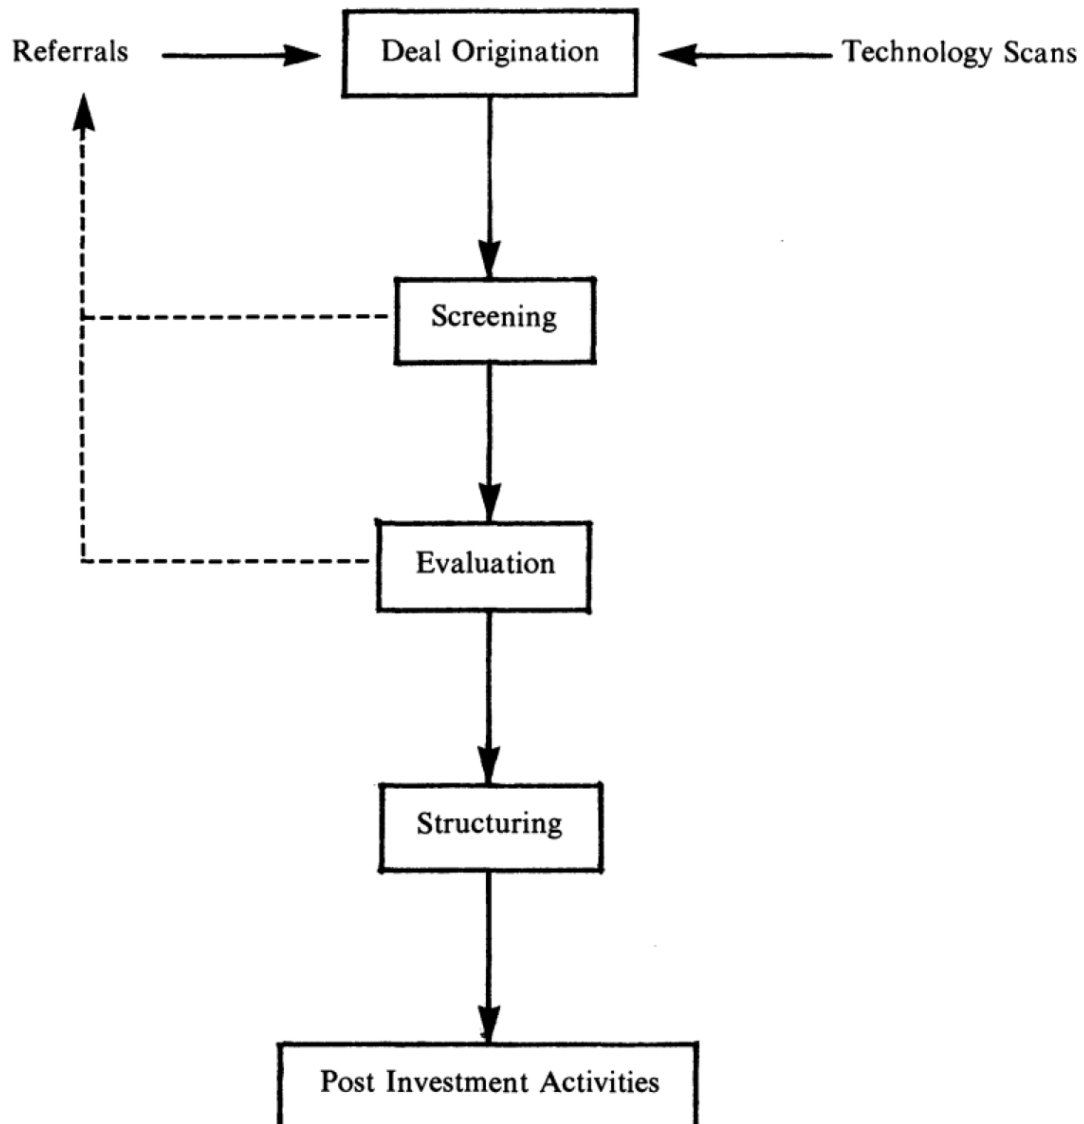 Referrals
Deal Origination
Technology Scans
Screening
Evaluation
Structuring
Post Investment Activities